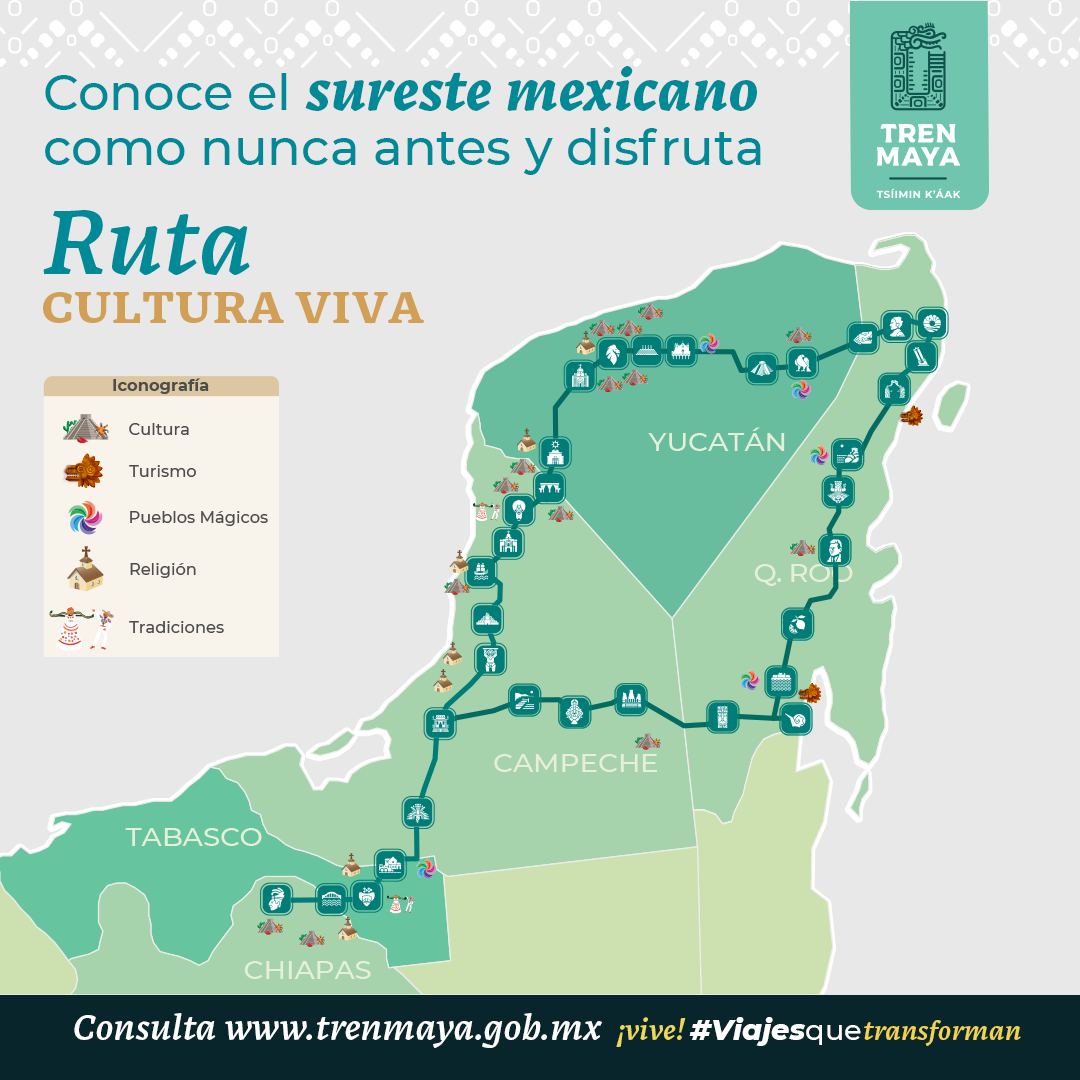 Conoce el sureste mexicano
como nunca antes y disfruta
TREN
MAYA
TSÍIMIN K'ÁAK
Ruta
CULTURA VIVA
Iconografía
Cultura
Turismo
Pueblos Mágicos
Religión
Tradiciones
YUCATÁN
Q. ROO
CAMPECHE
TABASCO
CHIAPAS
Consulta www.trenmaya.gob.mx ¡vive! #Viajesquetransforman